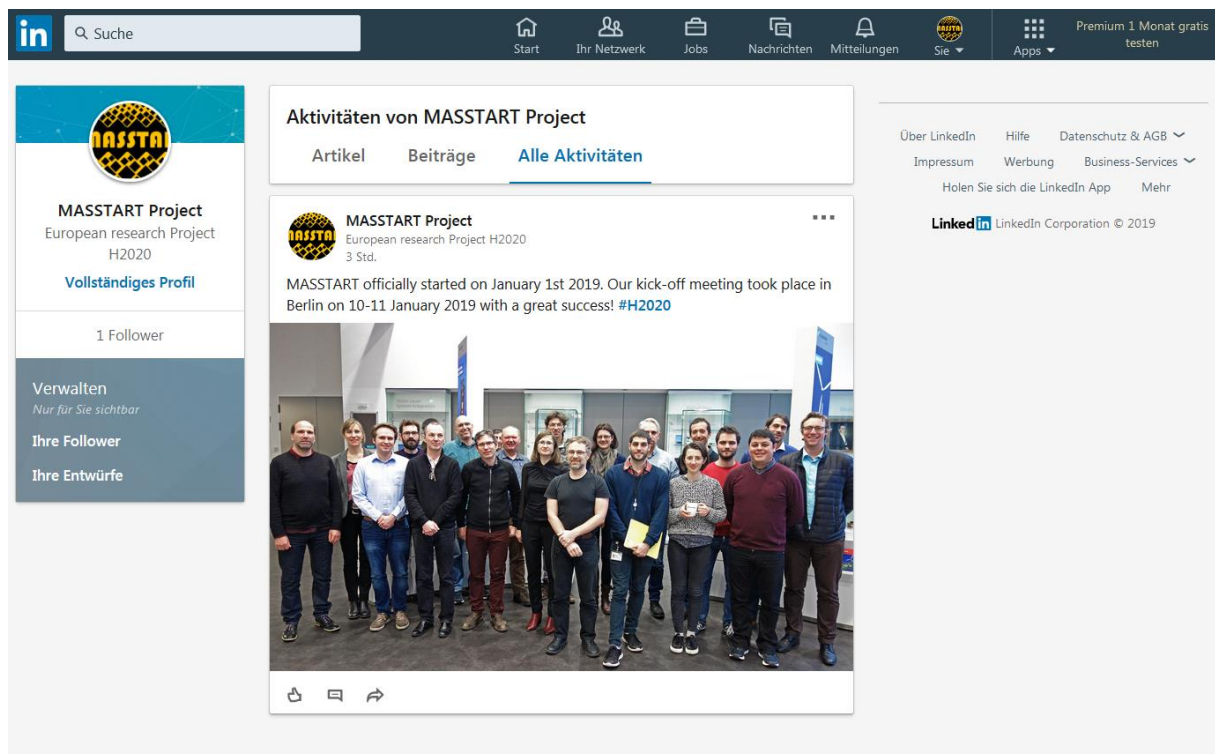 in
Suche
Start
Ihr Netzwerk
Jobs
Nachrichten
Mitteilungen
Sie
Apps
Premium 1 Monat gratis
testen
MASSTART Project
European research Project
H2020
Vollständiges Profil
1 Follower
Verwalten
Nur für Sie sichtbar
Ihre Follower
Ihre Entwürfe
Aktivitäten von MASSTART Project
Artikel Beiträge Alle Aktivitäten
MASSTART Project
European research Project H2020
3 Std.
MASSTART officially started on January 1st 2019. Our kick-off meeting took place in
Berlin on 10-11 January 2019 with a great success! #H2020
Über LinkedIn Hilfe Datenschutz & AGB
Impressum Werbung Business-Services
Holen Sie sich die LinkedIn App Mehr
Linked in LinkedIn Corporation © 2019